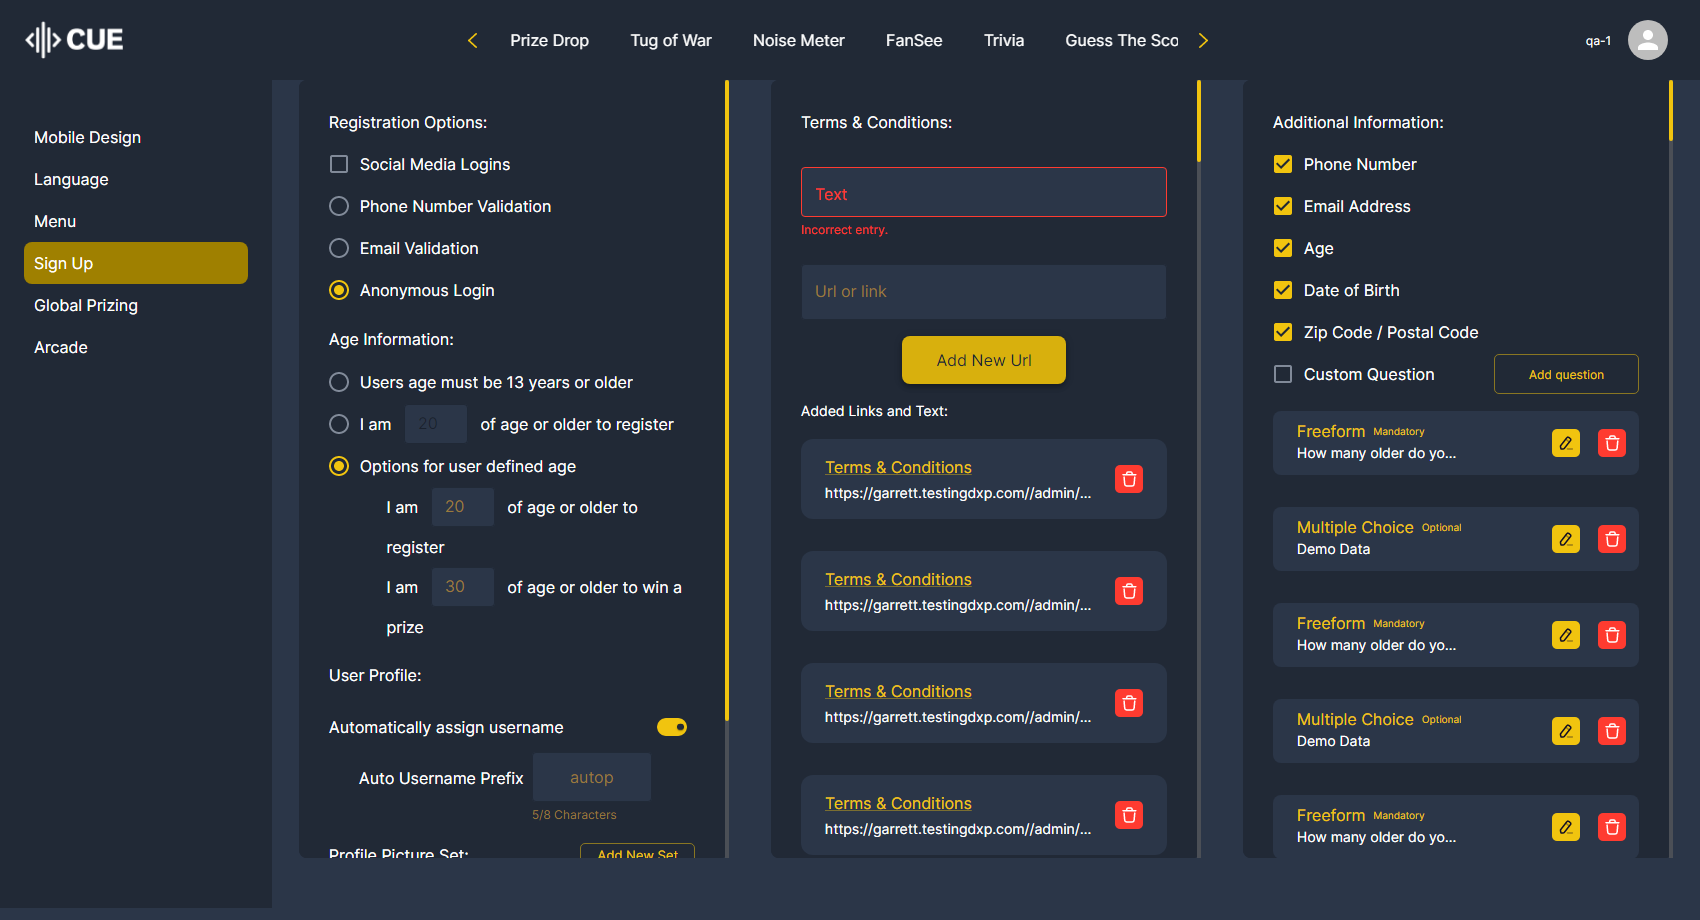 CUE
Prize Drop
Tug of War
Noise Meter
FanSee
Trivia
Guess The Sco
qa-1
Mobile Design
Language
Menu
Sign Up
Global Prizing
Arcade
Registration Options:
Social Media Logins
Phone Number Validation
Email Validation
Anonymous Login
Age Information:
Users age must be 13 years or older
I am 20 of age or older to register
Options for user defined age
I am 20 of age or older to
register
I am 30 of age or older to win a
prize
User Profile:
Automatically assign username
Auto Username Prefix autop
5/8 Characters
Profile Picture Set: Add New Set
Terms & Conditions:
Text
Incorrect entry.
Url or link
Add New Url
Added Links and Text:
Terms & Conditions
https://garrett.testingdxp.com//admin/...
Terms & Conditions
https://garrett.testingdxp.com//admin/...
Terms & Conditions
https://garrett.testingdxp.com//admin/...
Terms & Conditions
https://garrett.testingdxp.com//admin/...
Additional Information:
Phone Number
Email Address
Age
Date of Birth
Zip Code / Postal Code
Custom Question Add question
Freeform Mandatory
How many older do yo...
Multiple Choice Optional
Demo Data
Freeform Mandatory
How many older do yo...
Multiple Choice Optional
Demo Data
Freeform Mandatory
How many older do yo...